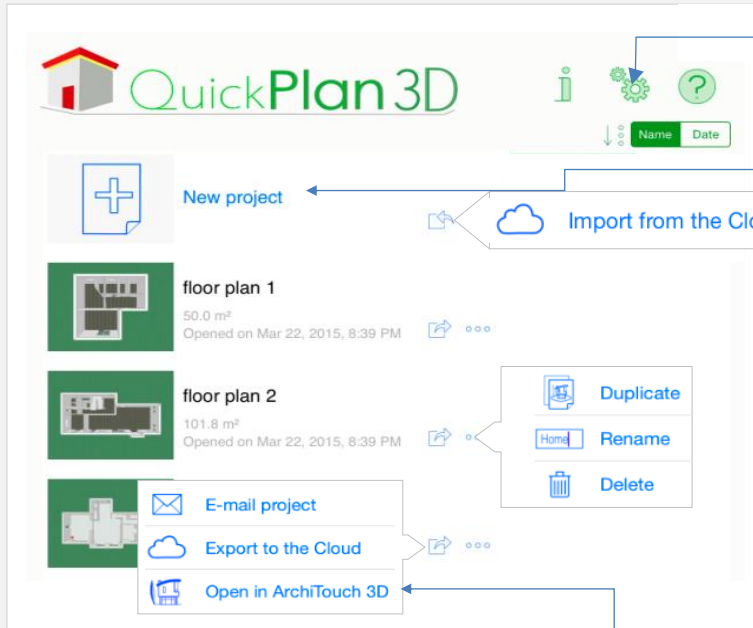 QuickPlan 3D
i
?
Name Date
New project
Import from the Clo
floor plan 1
50.0 m²
Opened on Mar 22, 2015, 8:39 PM
floor plan 2
101.8 m²
Opened on Mar 22, 2015, 8:39 PM
Duplicate
Home Rename
Delete
E-mail project
Export to the Cloud
Open in ArchiTouch 3D